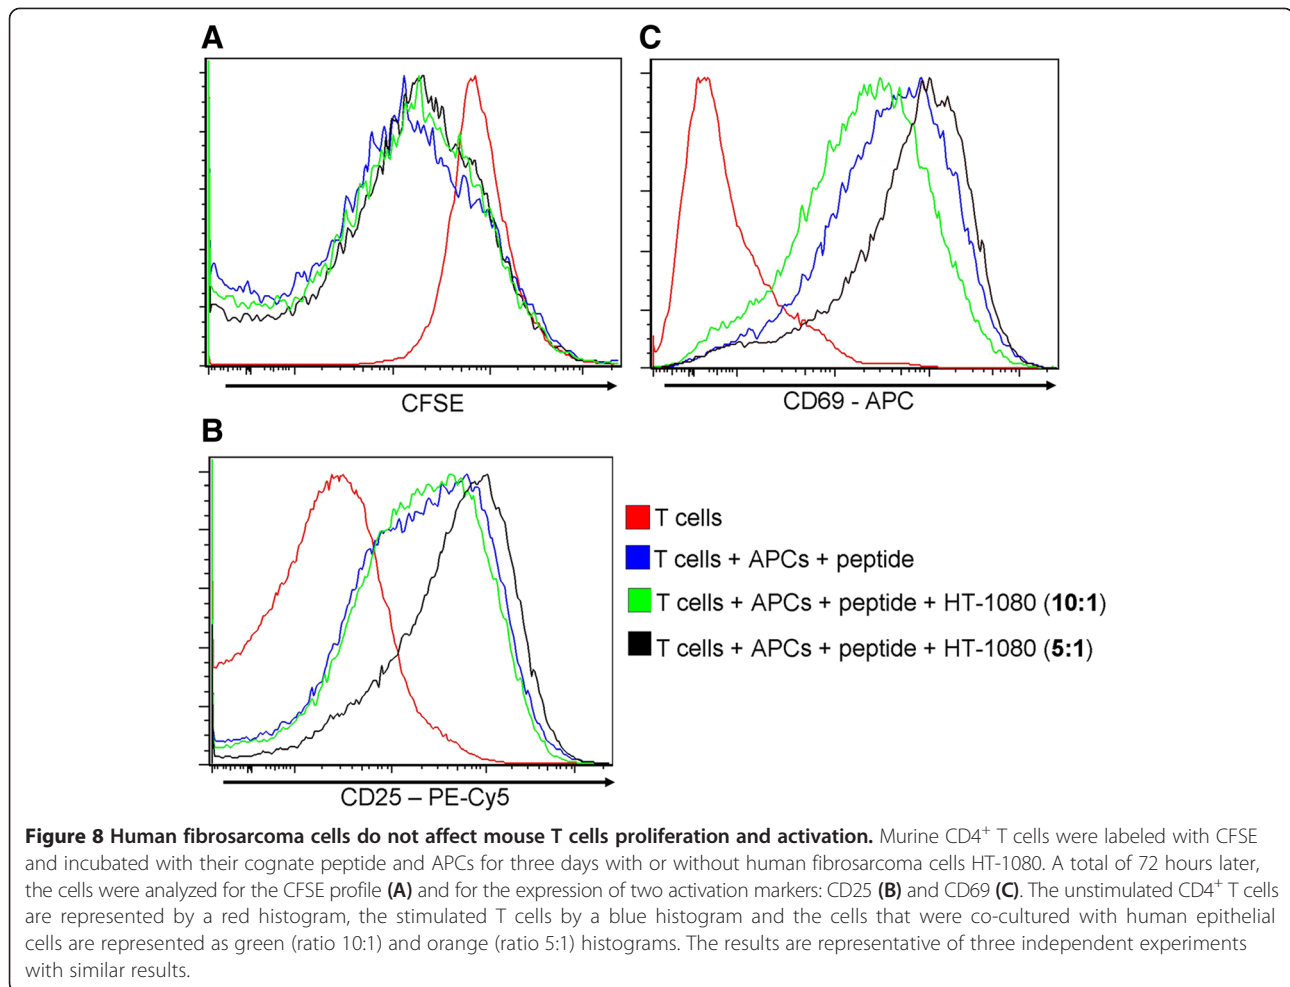 A
C
CFSE
CD69 - APC
B
T cells
T cells + APCs + peptide
T cells + APCs + peptide + HT-1080 (10:1)
T cells + APCs + peptide + HT-1080 (5:1)
CD25 – PE-Cy5
Figure 8 Human fibrosarcoma cells do not affect mouse T cells proliferation and activation. Murine CD4⁺ T cells were labeled with CFSE
and incubated with their cognate peptide and APCs for three days with or without human fibrosarcoma cells HT-1080. A total of 72 hours later,
the cells were analyzed for the CFSE profile (A) and for the expression of two activation markers: CD25 (B) and CD69 (C). The unstimulated CD4⁺ T cells
are represented by a red histogram, the stimulated T cells by a blue histogram and the cells that were co-cultured with human epithelial
cells are represented as green (ratio 10:1) and orange (ratio 5:1) histograms. The results are representative of three independent experiments
with similar results.